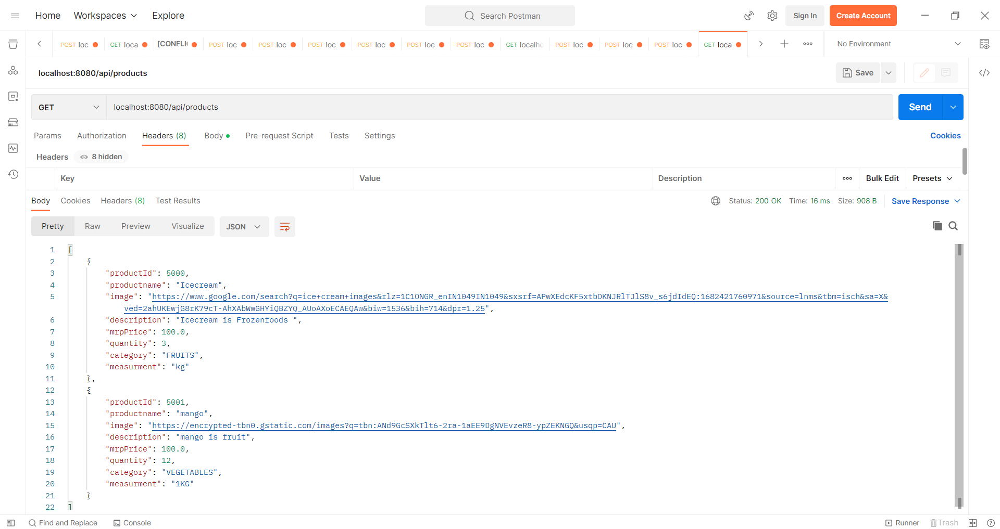 Home Workspaces Explore Search Postman Sign In Create Account
POST loc GET loca [CONFLI POST loc POST loc POST loc POST loc POST loc POST loc GET localho POST loc POST loc POST loc GET loca No Environment
localhost:8080/api/products Save
GET localhost:8080/api/products Send
Params Authorization Headers (8) Body Pre-request Script Tests Settings Cookies
Headers 8 hidden
Key Value Description Bulk Edit Presets
Body Cookies Headers (8) Test Results Status: 200 OK Time: 16 ms Size: 908 B Save Response
Pretty Raw Preview Visualize JSON
1 [
2 {
3 "productId": 5000,
4 "productname": "Icecream",
5 "image": "https://www.google.com/search?q=ice+cream+images&rlz=1C1ONGR_enIN1049IN1049&sxsrf=APwXEdcKF5xtbOKNJRlTJlS8v_s6jdIdEQ:1682421760971&source=lnms&tbm=isch&sa=X&
ved=2ahUKEwjG8rK79cT-AhXAbWwGHYiQBZYQ_AUoAXoECAEQAw&biw=1536&bih=714&dpr=1.25",
6 "description": "Icecream is Frozenfoods ",
7 "mrpPrice": 100.0,
8 "quantity": 3,
9 "category": "FRUITS",
10 "measurment": "kg"
11 },
12 {
13 "productId": 5001,
14 "productname": "mango",
15 "image": "https://encrypted-tbn0.gstatic.com/images?q=tbn:ANd9GcSXkTlt6-2ra-1aEE9DgNVEvzeR8-ypZEKNGQ&usqp=CAU",
16 "description": "mango is fruit",
17 "mrpPrice": 100.0,
18 "quantity": 12,
19 "category": "VEGETABLES",
20 "measurment": "1KG"
21 }
22 ]
Find and Replace Console Runner Trash